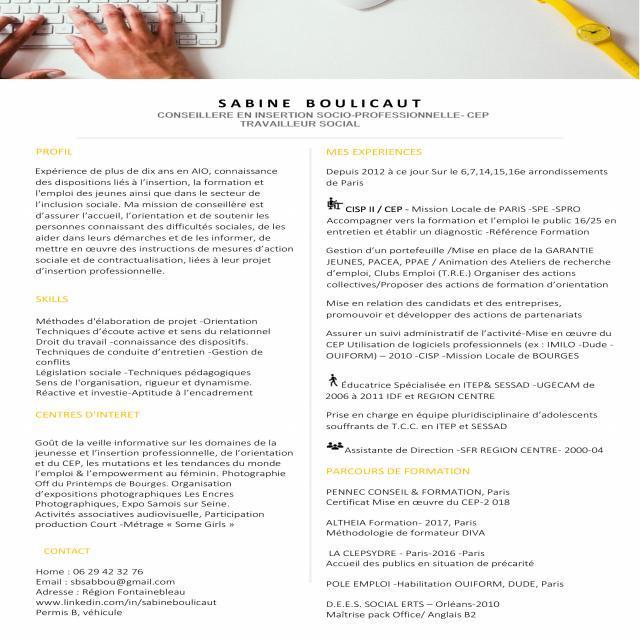 SABINE BOULICAUT
CONSEILLERE EN INSERTION SOCIO-PROFESSIONNELLE- CEP
TRAVAILLEUR SOCIAL
PROFIL
Expérience de plus de dix ans en AIO, connaissance
des dispositions liés à l'insertion, la formation et
l'emploi des jeunes ainsi que dans le secteur de
l'inclusion sociale. Ma mission de conseillère est
d'assurer l'accueil, l'orientation et de soutenir les
personnes connaissant des difficultés sociales, de les
aider dans leurs démarches et de les informer, de
mettre en œuvre des instructions de mesures d'action
sociale et de contractualisation, liées à leur projet
d'insertion professionnelle.
SKILLS
Méthodes d'élaboration de projet -Orientation
Techniques d'écoute active et sens du relationnel
Droit du travail -connaissance des dispositifs.
Techniques de conduite d'entretien -Gestion de
conflits
Législation sociale -Techniques pédagogiques
Sens de l'organisation, rigueur et dynamisme.
Réactive et investie-Aptitude à l'encadrement
CENTRES D'INTERET
Goût de la veille informative sur les domaines de la
jeunesse et l'insertion professionnelle, de l'orientation
et du CEP, les mutations et les tendances du monde
l'emploi & l'empowerment au féminin. Photographie
Off du Printemps de Bourges. Organisation
d'expositions photographiques Les Encres
Photographiques, Expo Samois sur Seine.
Activités associatives audiovisuelle, Participation
production Court -Métrage « Some Girls »
CONTACT
Home : 06 29 42 32 76
Email : sbsabbou@gmail.com
Adresse : Région Fontainebleau
www.linkedin.com/in/sabineboulicaut
Permis B, véhicule
MES EXPERIENCES
Depuis 2012 à ce jour Sur le 6,7,14,15,16e arrondissements
de Paris
CISP II / CEP - Mission Locale de PARIS -SPE -SPRO
Accompagner vers la formation et l'emploi le public 16/25 en
entretien et établir un diagnostic -Référence Formation
Gestion d'un portefeuille /Mise en place de la GARANTIE
JEUNES, PACEA, PPAE / Animation des Ateliers de recherche
d'emploi, Clubs Emploi (T.R.E.) Organiser des actions
collectives/Proposer des actions de formation d'orientation
Mise en relation des candidats et des entreprises,
promouvoir et développer des actions de partenariats
Assurer un suivi administratif de l'activité-Mise en œuvre du
CEP Utilisation de logiciels professionnels (ex : IMILO -Dude -
OUIFORM) – 2010 -CISP -Mission Locale de BOURGES
Éducatrice Spécialisée en ITEP& SESSAD -UGECAM de
2006 à 2011 IDF et REGION CENTRE
Prise en charge en équipe pluridisciplinaire d'adolescents
souffrants de T.C.C. en ITEP et SESSAD
Assistante de Direction -SFR REGION CENTRE- 2000-04
PARCOURS DE FORMATION
PENNEC CONSEIL & FORMATION, Paris
Certificat Mise en œuvre du CEP-2 018
ALTHEIA Formation- 2017, Paris
Méthodologie de formateur DIVA
LA CLEPSYDRE - Paris-2016 -Paris
Accueil des publics en situation de précarité
POLE EMPLOI -Habilitation OUIFORM, DUDE, Paris
D.E.E.S. SOCIAL ERTS – Orléans-2010
Maîtrise pack Office/ Anglais B2